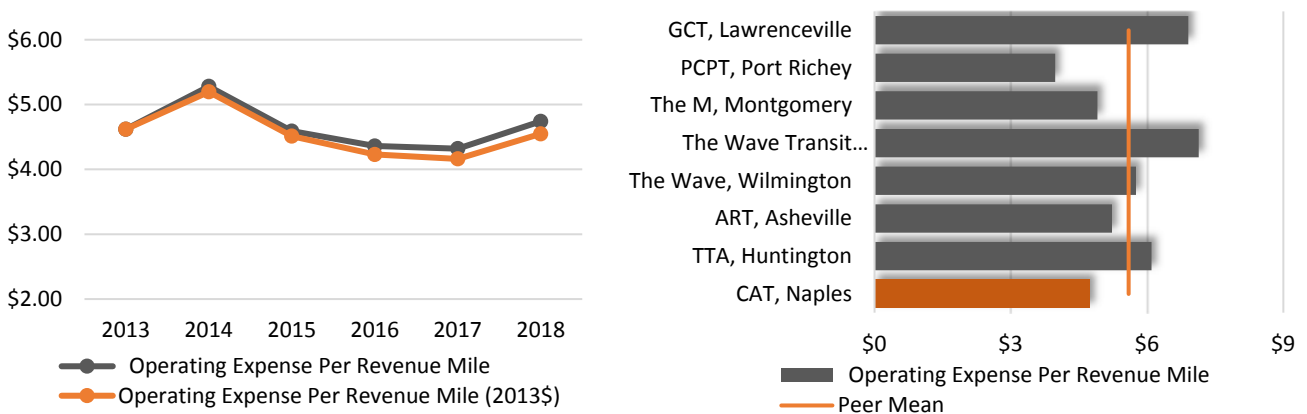 $6.00
$5.00
$4.00
$3.00
$2.00
2013 2014 2015 2016 2017 2018
Operating Expense Per Revenue Mile
Operating Expense Per Revenue Mile (2013$)
GCT, Lawrenceville
PCPT, Port Richey
The M, Montgomery
The Wave Transit...
The Wave, Wilmington
ART, Asheville
TTA, Huntington
CAT, Naples
$0 $3 $6 $9
Operating Expense Per Revenue Mile
Peer Mean